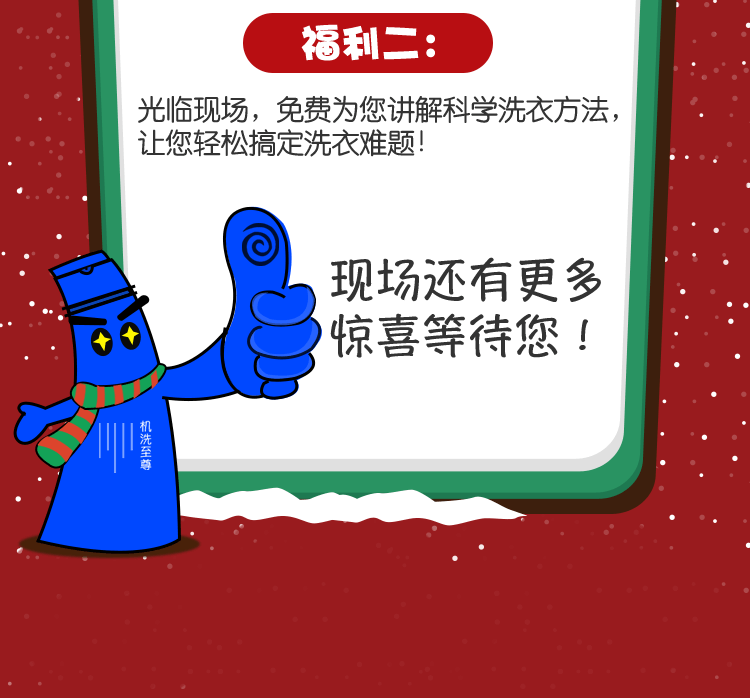 福利二：
光临现场，免费为您讲解科学洗衣方法，
让您轻松搞定洗衣难题！
现场还有更多
惊喜等待您！
机洗至尊